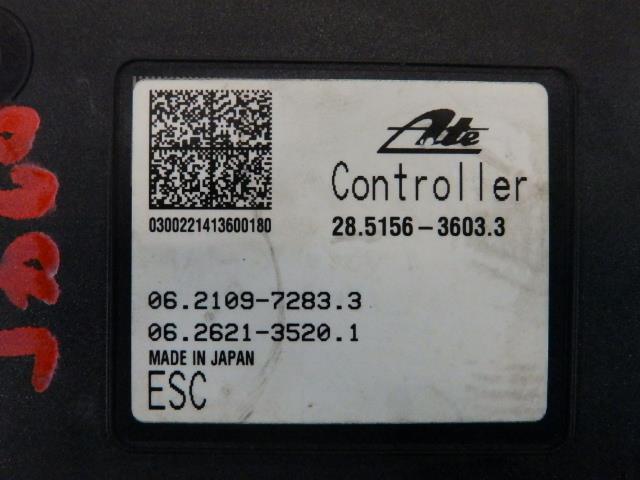 Ate
Controller
0300221413600180
28.5156-3603.3
06.2109-7283.3
06.2621-3520.1
MADE IN JAPAN
ESC